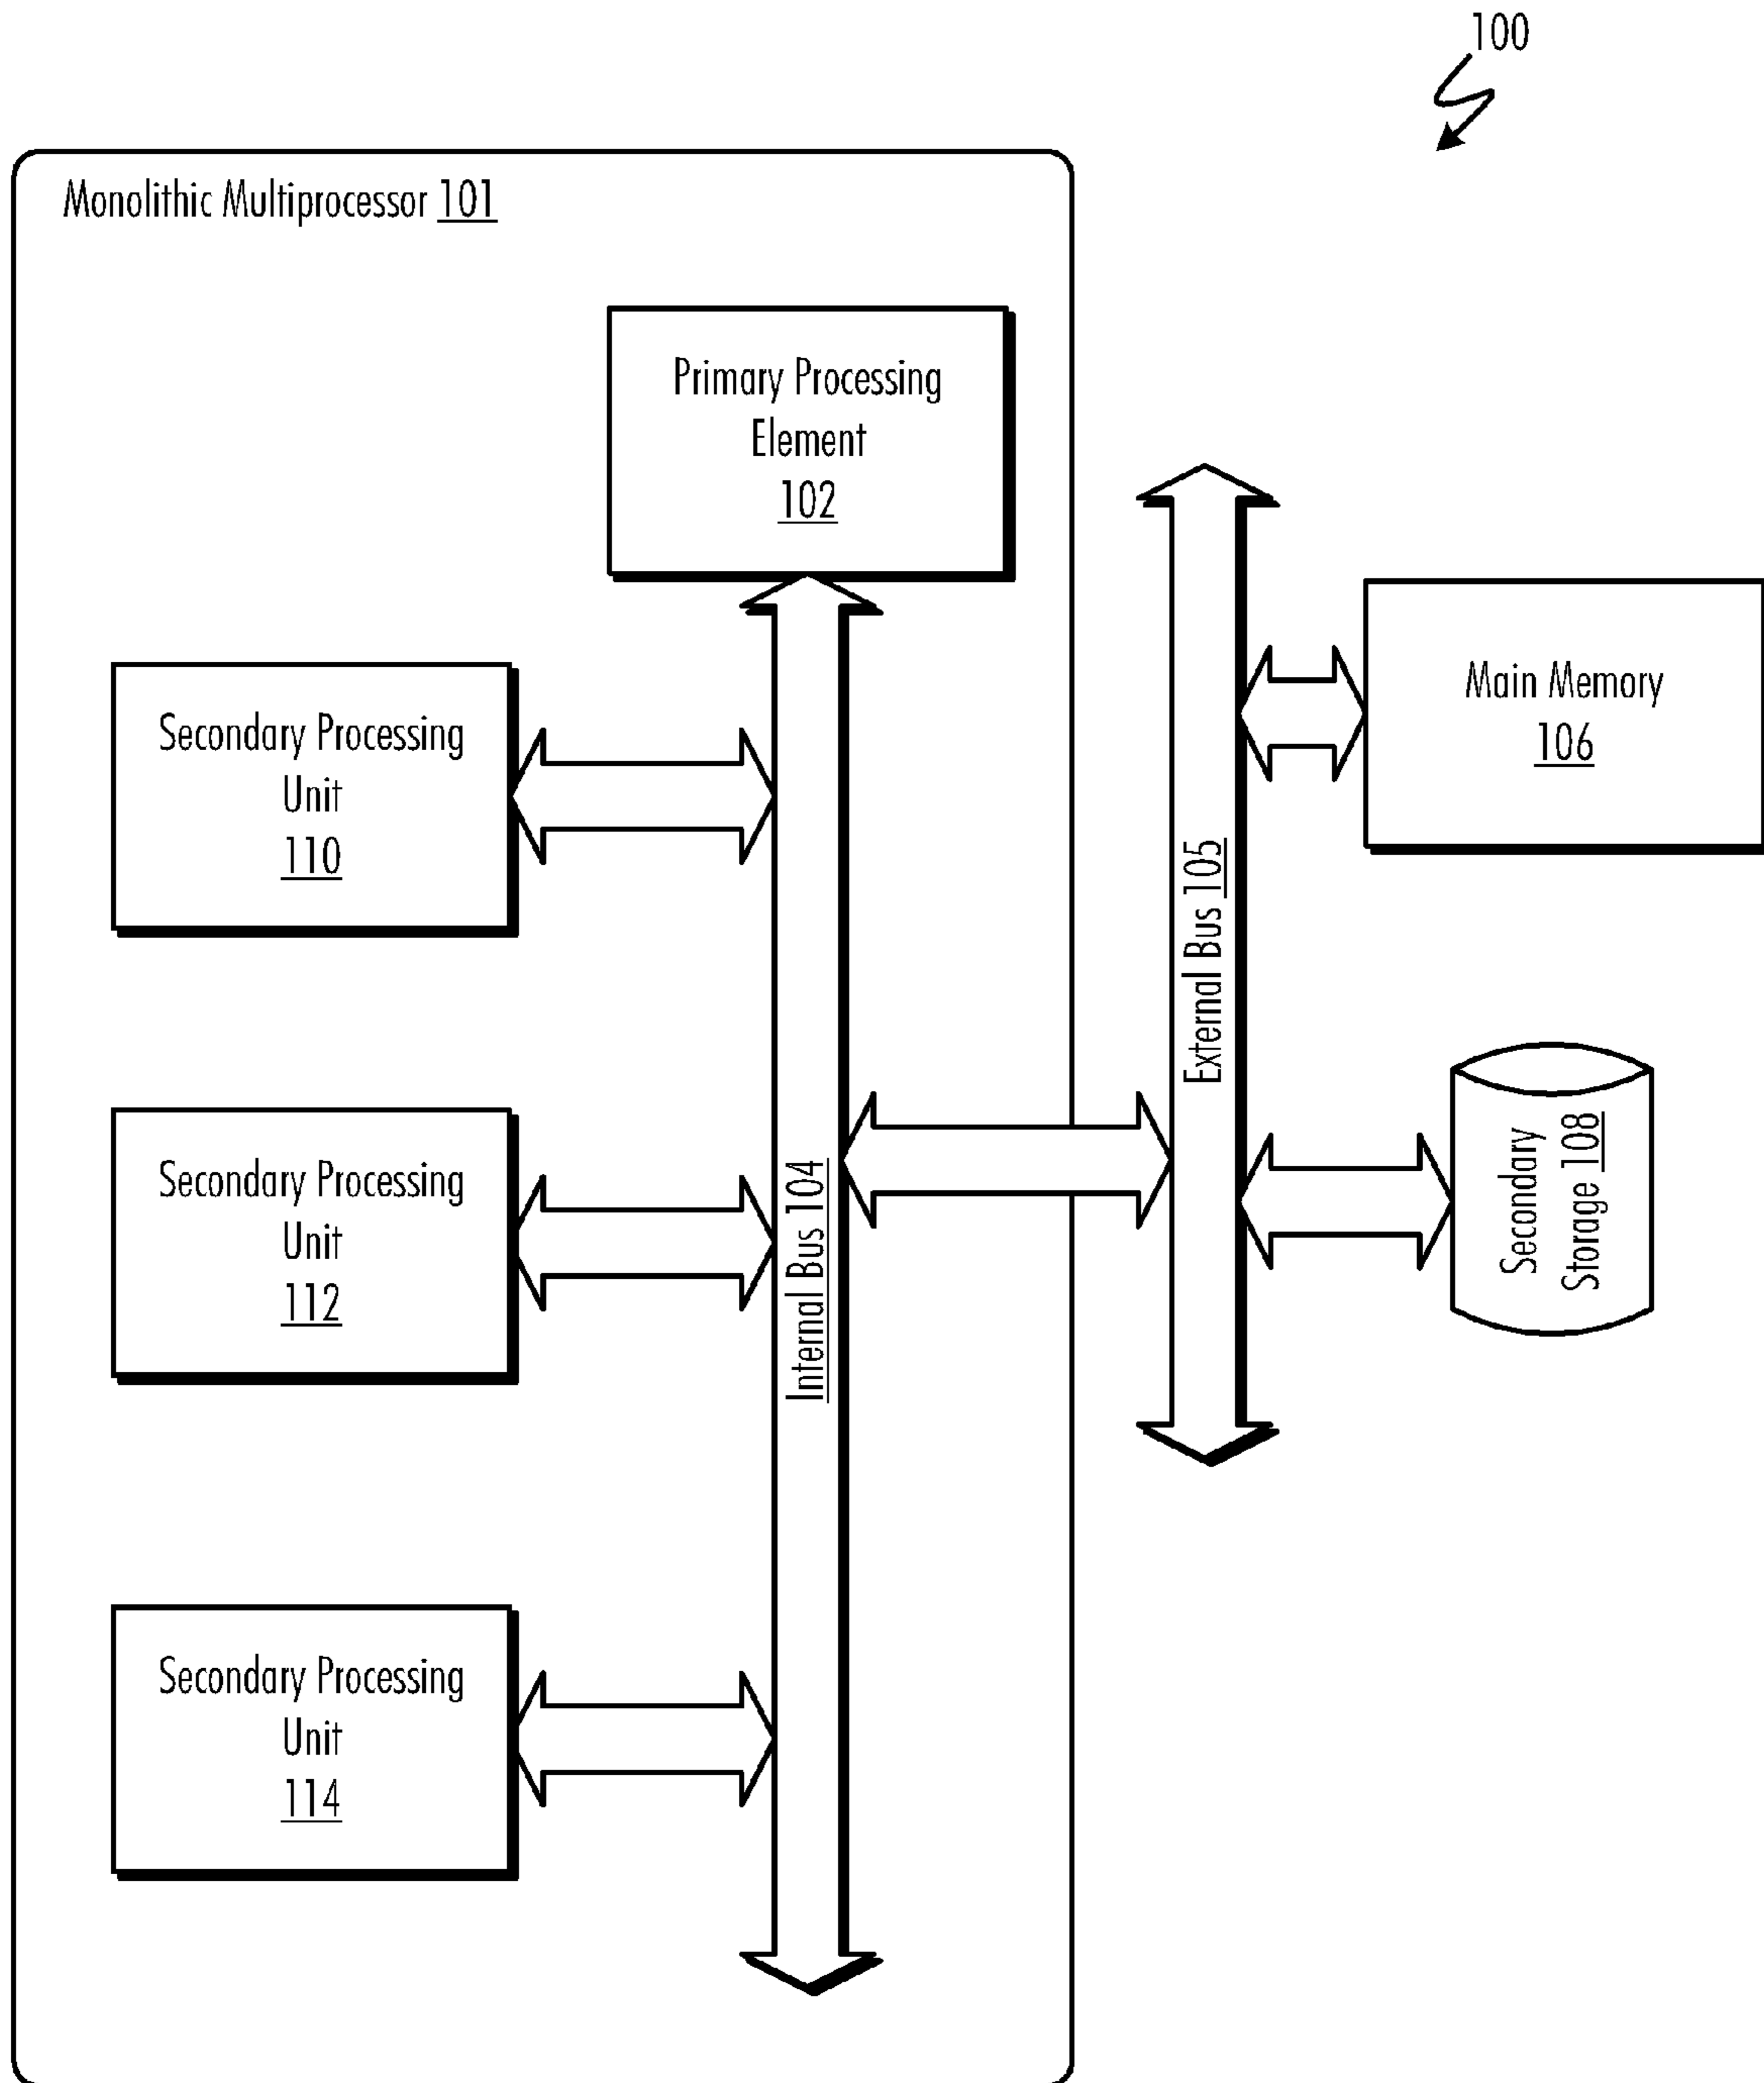 100
Monolithic Multiprocessor 101
Primary Processing
Element
102
Secondary Processing
Unit
110
Main Memory
106
External Bus 105
Secondary Processing
Unit
112
Internal Bus 104
Secondary
Storage 108
Secondary Processing
Unit
114